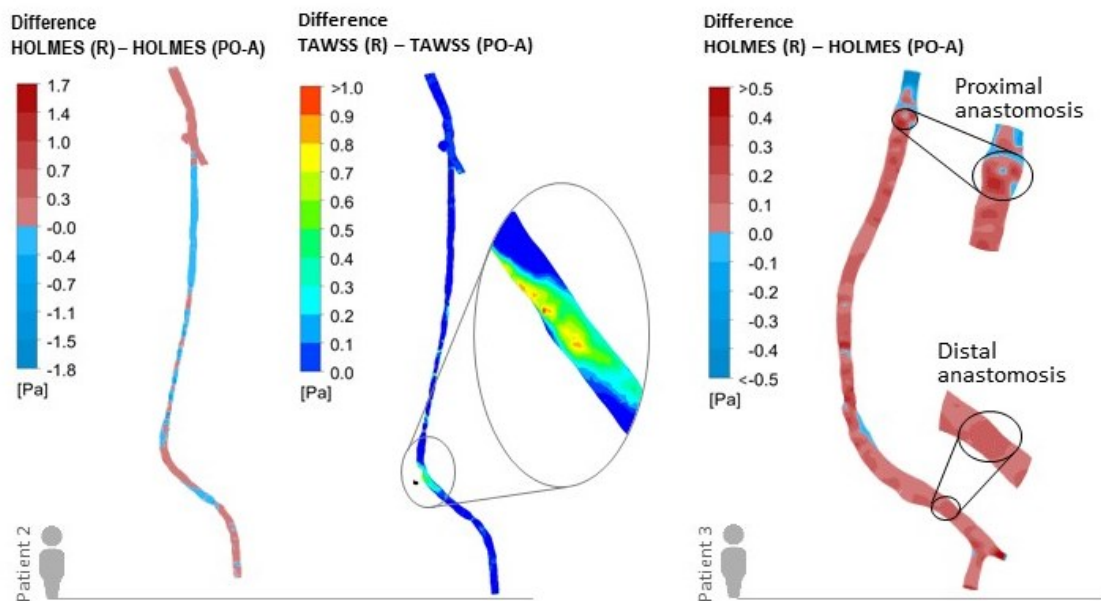 Difference
HOLMES (R) – HOLMES (PO-A)
1.7
1.4
1.0
0.7
0.3
-0.0
-0.4
-0.7
-1.1
-1.5
-1.8
[Pa]
Patient 2
Difference
TAWSS (R) – TAWSS (PO-A)
>1.0
0.9
0.8
0.7
0.6
0.5
0.4
0.3
0.2
0.1
0.0
[Pa]
Difference
HOLMES (R) – HOLMES (PO-A)
>0.5
0.4
0.3
0.2
0.1
0.0
-0.1
-0.2
-0.3
-0.4
<-0.5
[Pa]
Proximal
anastomosis
Distal
anastomosis
Patient 3